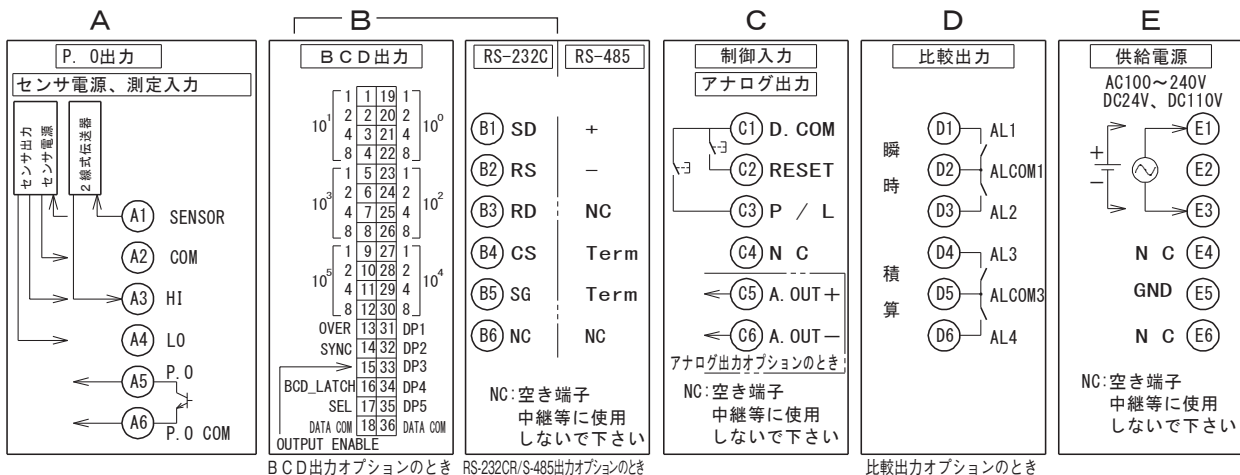 A
P. O出力
センサ電源、測定入力
センサ出力
センサ電源
2線式伝送器
A1 SENSOR
A2 COM
A3 HI
A4 LO
A5 P.O
A6 P.O COM
B
BCD出力
10¹ 1 1 19 1 10⁰
2 2 20 2
4 3 21 4
8 4 22 8
10³ 1 5 23 1 10²
2 6 24 2
4 7 25 4
8 8 26 8
10⁵ 1 9 27 1 10⁴
2 10 28 2
4 11 29 4
8 12 30 8
OVER 13 31 DP1
SYNC 14 32 DP2
15 33 DP3
BCD_LATCH 16 34 DP4
SEL 17 35 DP5
DATA COM 18 36 DATA COM
OUTPUT ENABLE
BCD出力オプションのとき
RS-232C RS-485
B1 SD +
B2 RS −
B3 RD NC
B4 CS Term
B5 SG Term
B6 NC NC
NC:空き端子
中継等に使用
しないで下さい
RS-232CR/S-485出力オプションのとき
C
制御入力
アナログ出力
C1 D. COM
C2 RESET
C3 P / L
C4 N C
C5 A. OUT+
C6 A. OUT−
アナログ出力オプションのとき
NC:空き端子
中継等に使用
しないで下さい
D
比較出力
瞬時
D1 AL1
D2 ALCOM1
D3 AL2
積算
D4 AL3
D5 ALCOM3
D6 AL4
比較出力オプションのとき
E
供給電源
AC100~240V
DC24V、DC110V
+
−
E1
E2
E3
N C E4
GND E5
N C E6
NC:空き端子
中継等に使用
しないで下さい